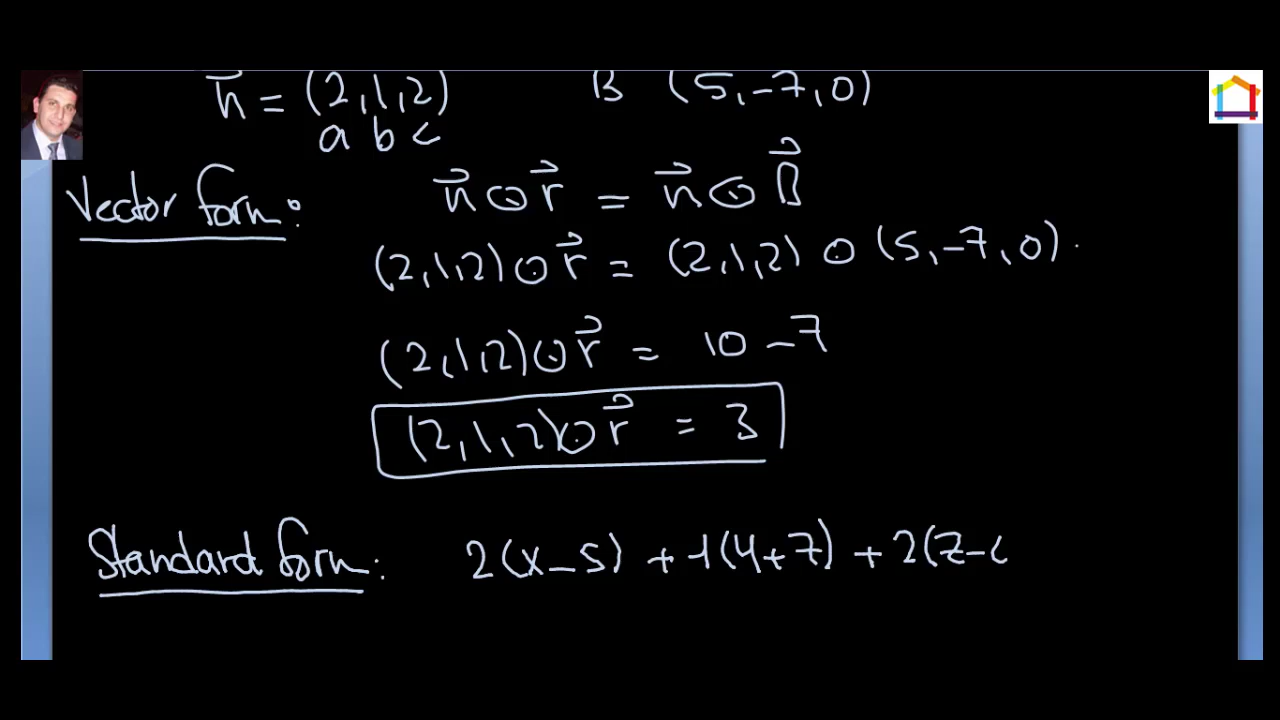 n⃗ = (2,1,2) B (5,-7,0)
a b c
Vector form: n⃗ ⊙ r⃗ = n⃗ ⊙ B⃗
(2,1,2) ⊙ r⃗ = (2,1,2) ⊙ (5,-7,0).
(2,1,2) ⊙ r⃗ = 10 - 7
(2,1,2) ⊙ r⃗ = 3
Standard form: 2(x-5) + 1(y+7) + 2(z-